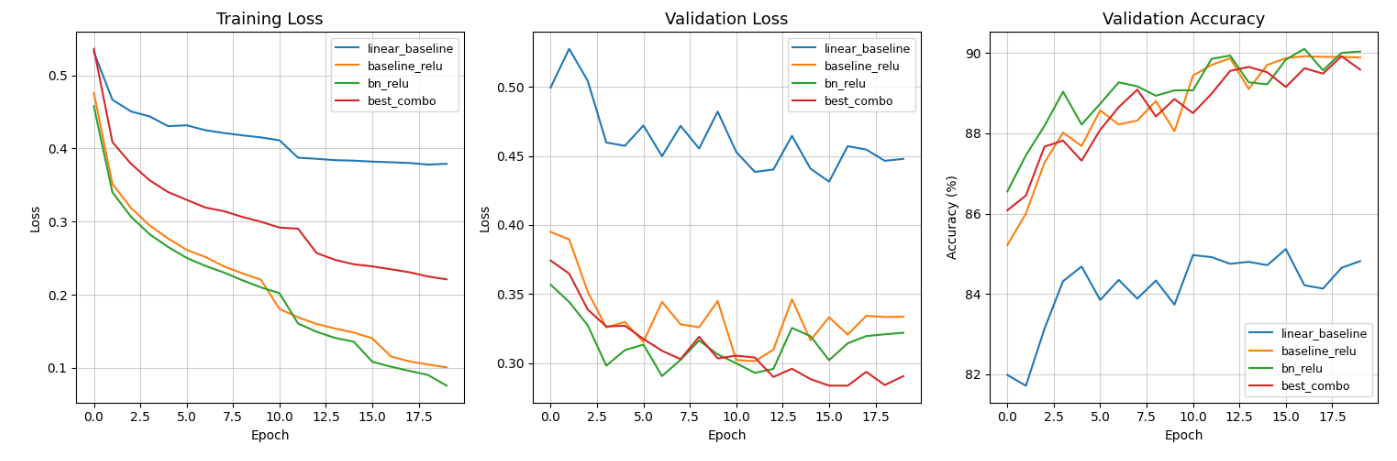 Training Loss
linear_baseline
baseline_relu
bn_relu
best_combo
0.5
0.4
0.3
0.2
0.1
Loss
0.0 2.5 5.0 7.5 10.0 12.5 15.0 17.5
Epoch
Validation Loss
linear_baseline
baseline_relu
bn_relu
best_combo
0.50
0.45
0.40
0.35
0.30
Loss
0.0 2.5 5.0 7.5 10.0 12.5 15.0 17.5
Epoch
Validation Accuracy
90
88
86
84
82
Accuracy (%)
linear_baseline
baseline_relu
bn_relu
best_combo
0.0 2.5 5.0 7.5 10.0 12.5 15.0 17.5
Epoch